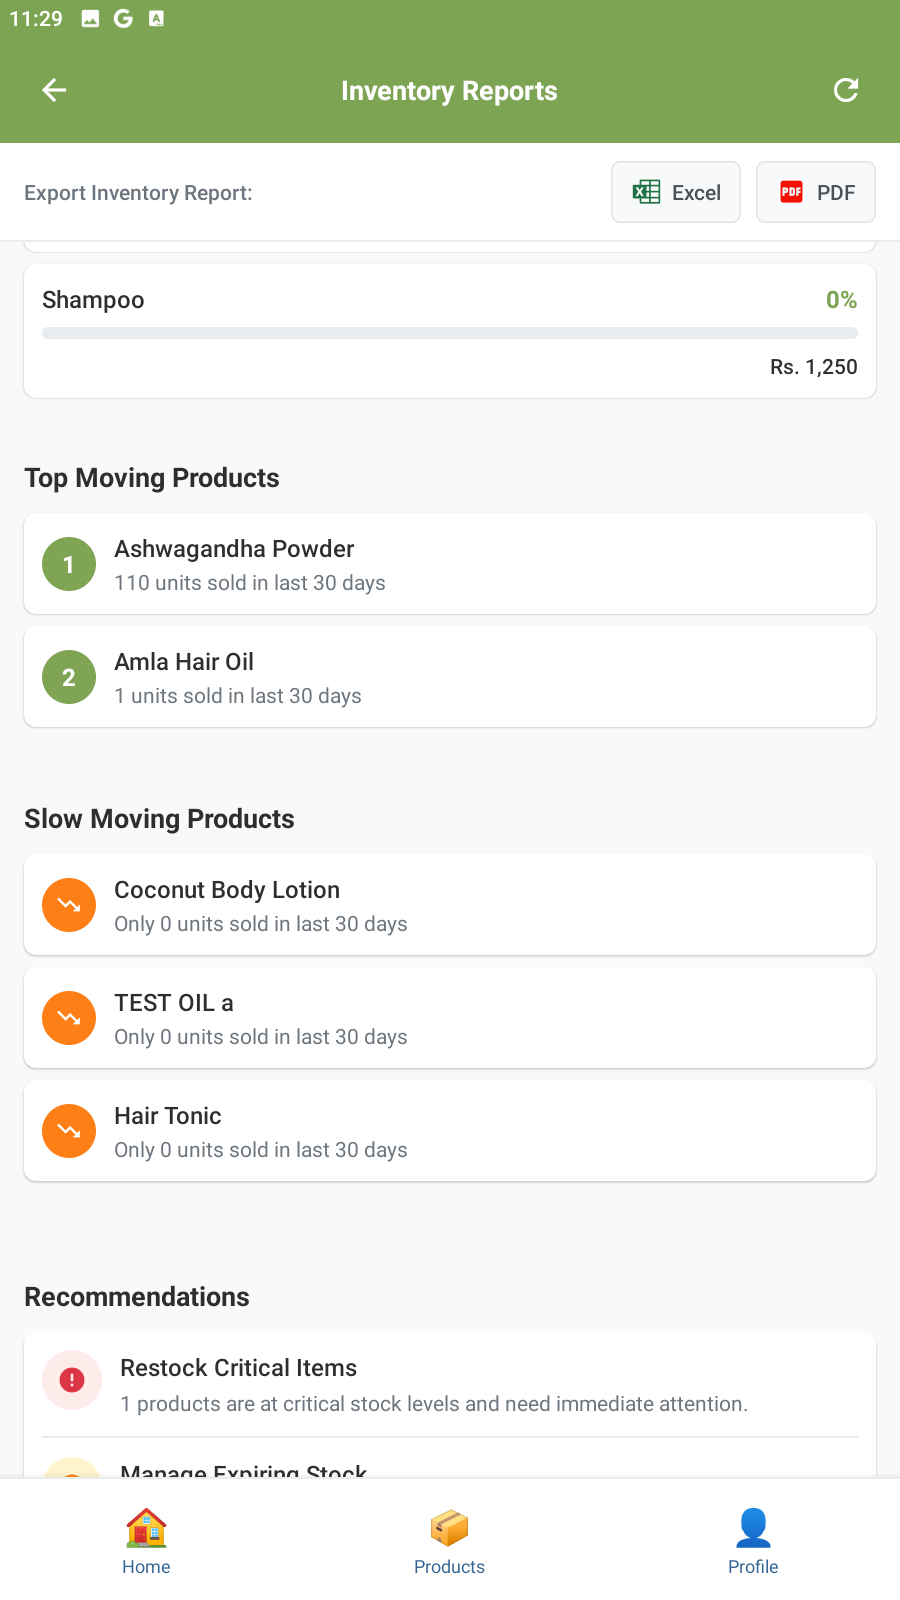 11:29
Inventory Reports
Export Inventory Report:
Excel
PDF
PDF
Shampoo
0%
Rs. 1,250
Top Moving Products
1
Ashwagandha Powder
110 units sold in last 30 days
2
Amla Hair Oil
1 units sold in last 30 days
Slow Moving Products
Coconut Body Lotion
Only 0 units sold in last 30 days
TEST OIL a
Only 0 units sold in last 30 days
Hair Tonic
Only 0 units sold in last 30 days
Recommendations
Restock Critical Items
1 products are at critical stock levels and need immediate attention.
Manage Expiring Stock
Home
Products
Profile